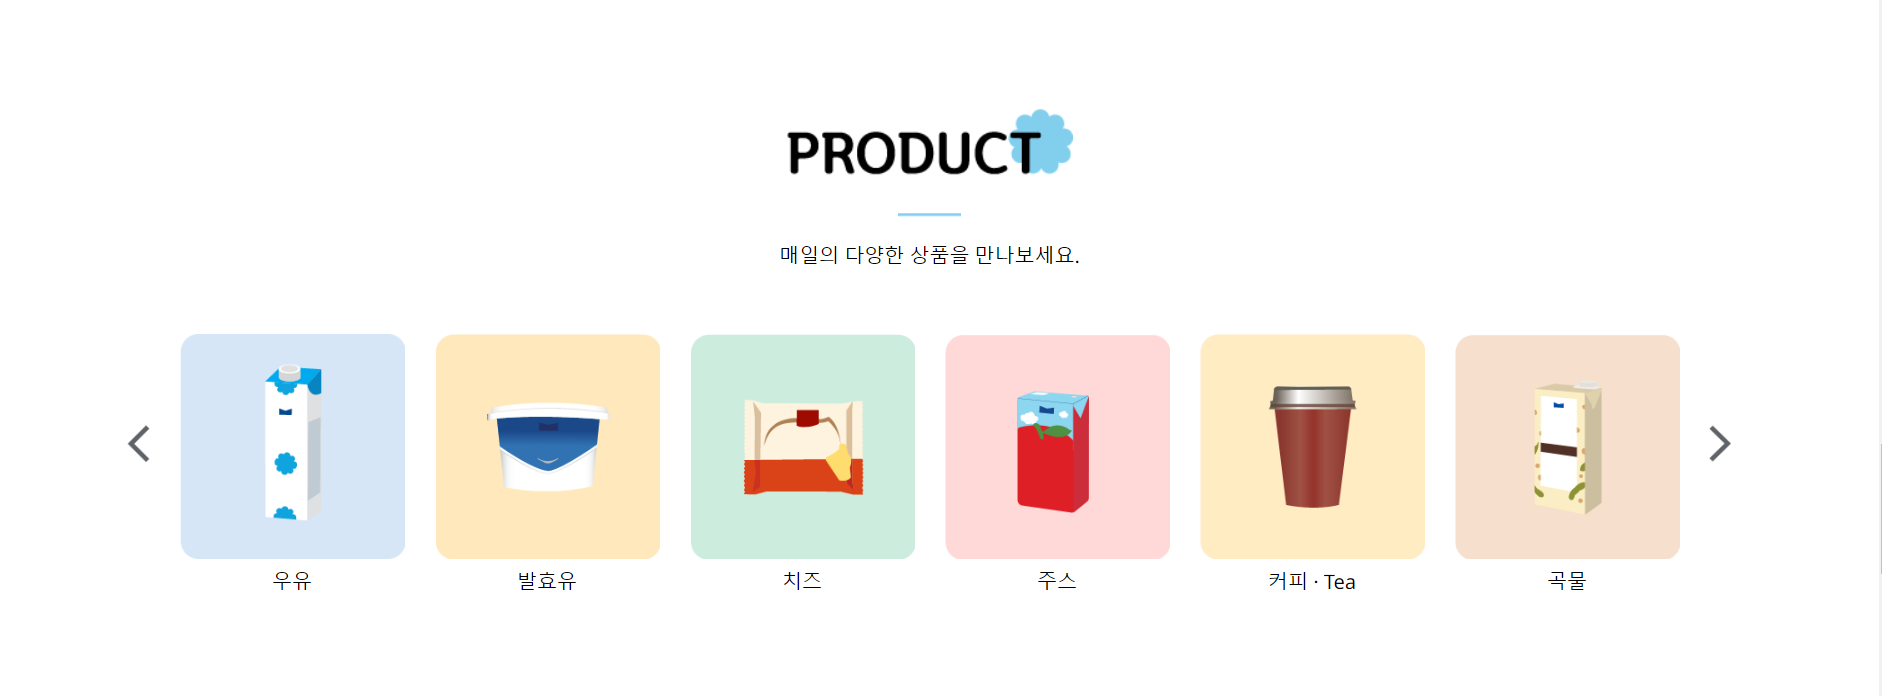 PRODUCT
매일의 다양한 상품을 만나보세요.
우유
발효유
치즈
주스
커피 · Tea
곡물